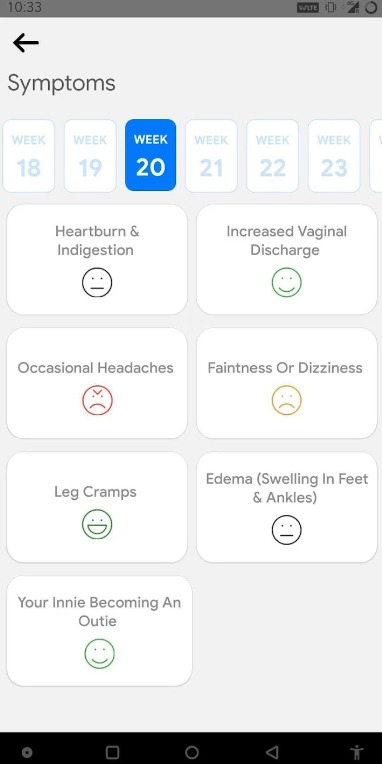 10:33
VoLTE
Symptoms
WEEK WEEK WEEK WEEK WEEK WEEK
18 19 20 21 22 23
Heartburn & Indigestion
Increased Vaginal Discharge
Occasional Headaches
Faintness Or Dizziness
Leg Cramps
Edema (Swelling In Feet & Ankles)
Your Innie Becoming An Outie